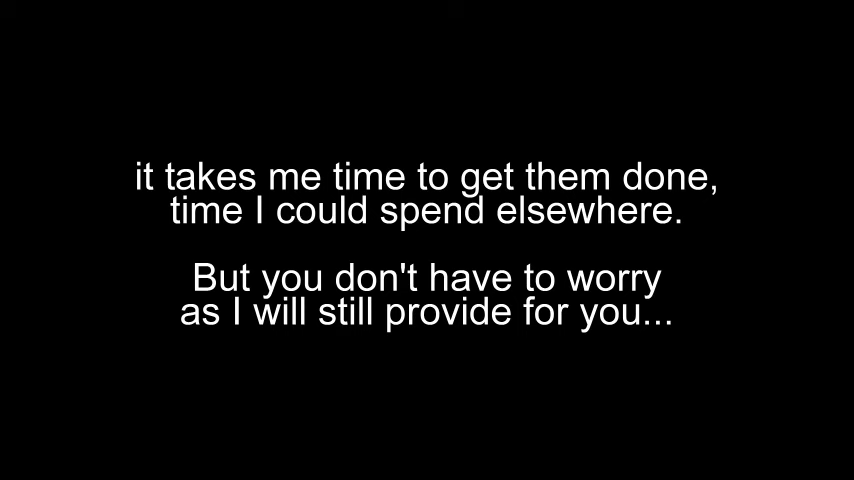 it takes me time to get them done,
time I could spend elsewhere.
But you don't have to worry
as I will still provide for you...